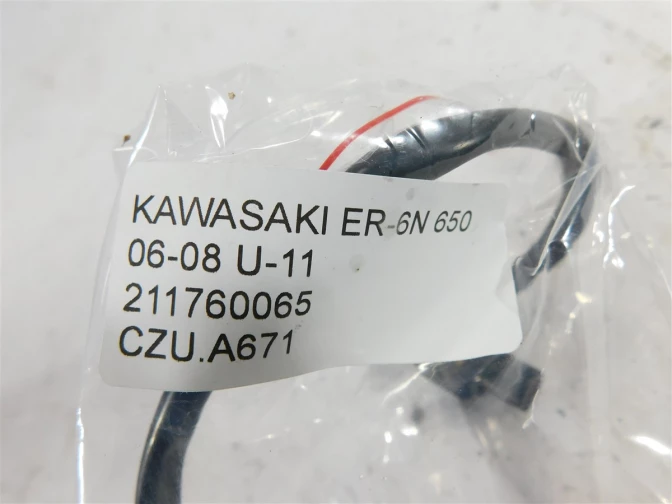 KAWASAKI ER-6N 650
06-08 U-11
211760065
CZU.A671